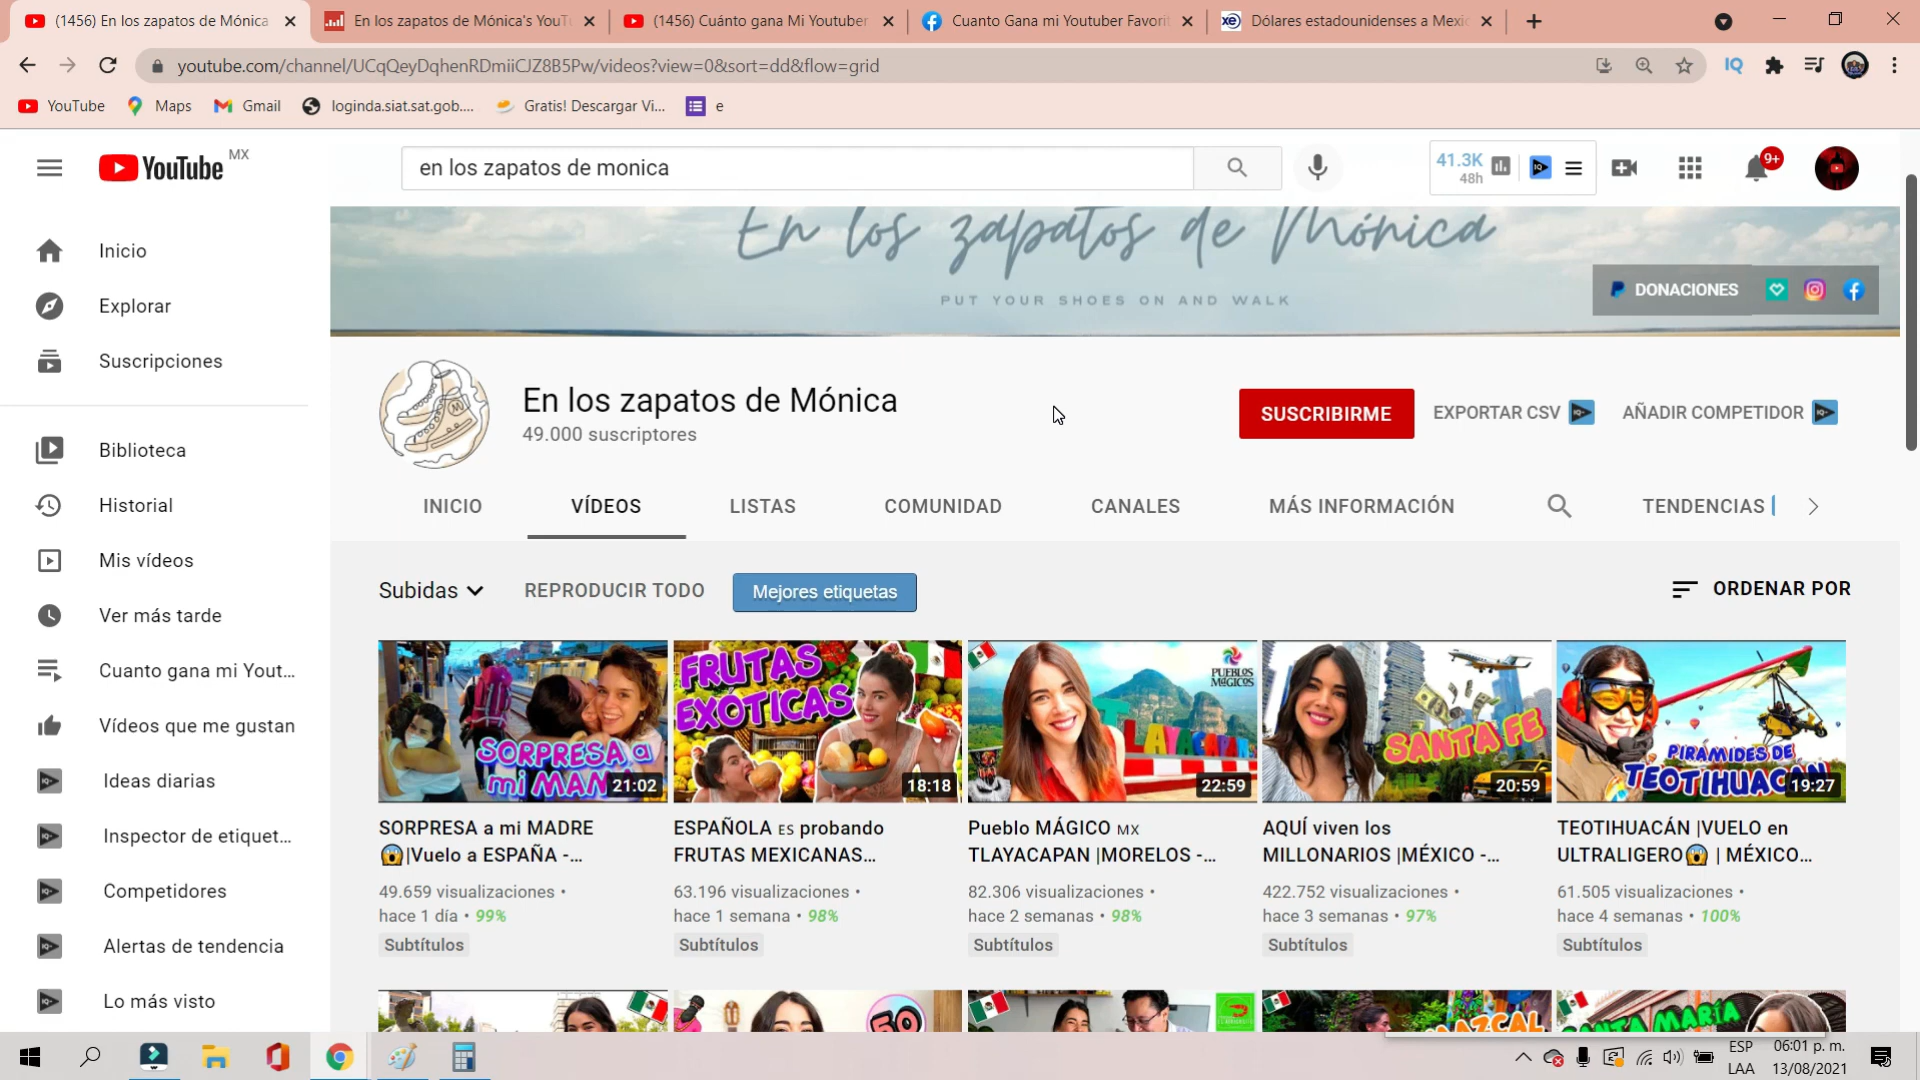 (1456) En los zapatos de Mónica
En los zapatos de Mónica's YouT
(1456) Cuánto gana Mi Youtuber
Cuanto Gana mi Youtuber Favorit
Dólares estadounidenses a Mexic
youtube.com/channel/UCqQeyDqhenRDmiiCJZ8B5Pw/videos?view=0&sort=dd&flow=grid
YouTube
Maps
Gmail
loginda.siat.sat.gob....
Gratis! Descargar Vi...
e
YouTube MX
en los zapatos de monica
41.3K
48h
9+
Inicio
Explorar
Suscripciones
Biblioteca
Historial
Mis vídeos
Ver más tarde
Cuanto gana mi Yout...
Vídeos que me gustan
Ideas diarias
Inspector de etiquet...
Competidores
Alertas de tendencia
Lo más visto
En los zapatos de Mónica
PUT YOUR SHOES ON AND WALK
DONACIONES
En los zapatos de Mónica
49.000 suscriptores
SUSCRIBIRME
EXPORTAR CSV
AÑADIR COMPETIDOR
INICIO
VÍDEOS
LISTAS
COMUNIDAD
CANALES
MÁS INFORMACIÓN
TENDENCIAS
Subidas
REPRODUCIR TODO
Mejores etiquetas
ORDENAR POR
SORPRESA a
mi MAM
21:02
FRUTAS
EXÓTICAS
18:18
PUEBLOS
MÁGICOS
TLAYACAPAN
22:59
SANTA FE
20:59
PIRÁMIDES DE
TEOTIHUACÁN
19:27
SORPRESA a mi MADRE
😱|Vuelo a ESPAÑA -...
49.659 visualizaciones •
hace 1 día • 99%
Subtítulos
ESPAÑOLA ES probando
FRUTAS MEXICANAS...
63.196 visualizaciones •
hace 1 semana • 98%
Subtítulos
Pueblo MÁGICO MX
TLAYACAPAN |MORELOS -...
82.306 visualizaciones •
hace 2 semanas • 98%
Subtítulos
AQUÍ viven los
MILLONARIOS |MÉXICO -...
422.752 visualizaciones •
hace 3 semanas • 97%
Subtítulos
TEOTIHUACÁN |VUELO en
ULTRALIGERO😱 | MÉXICO...
61.505 visualizaciones •
hace 4 semanas • 100%
Subtítulos
50
SANTA MARÍA
ESP
LAA
06:01 p. m.
13/08/2021